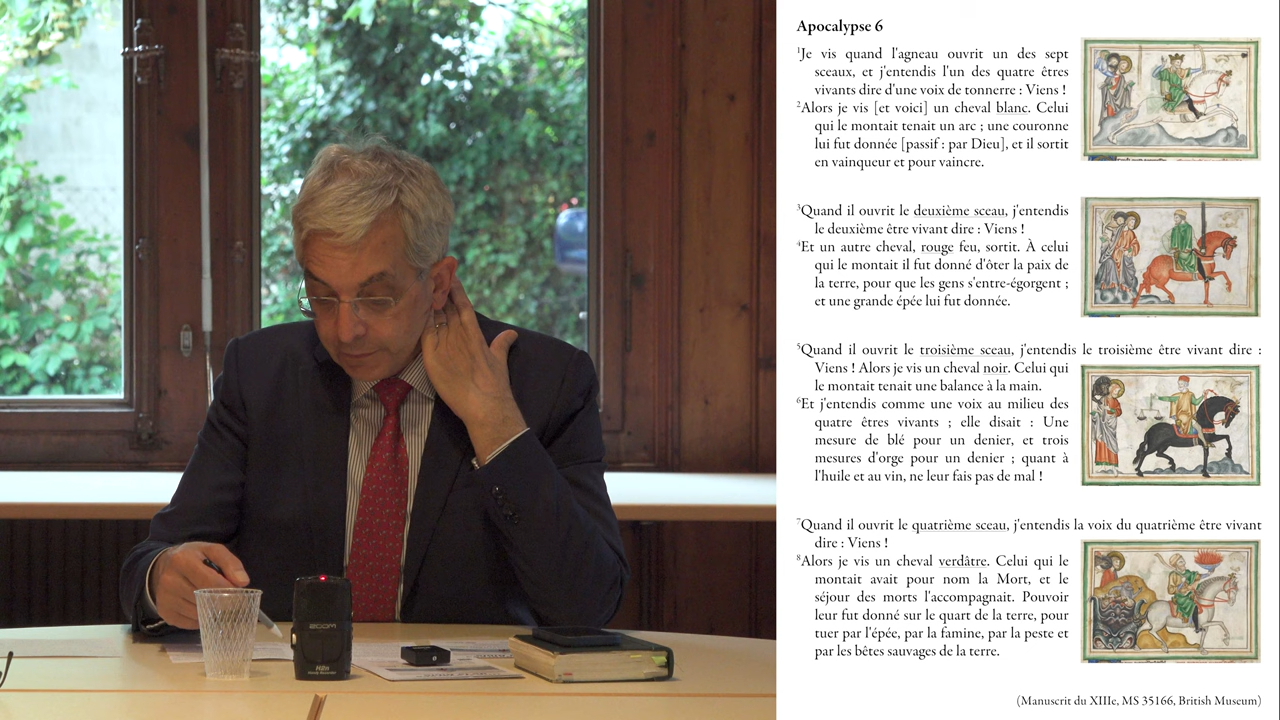 Apocalypse 6
1Je vis quand l'agneau ouvrit un des sept
sceaux, et j'entendis l'un des quatre êtres
vivants dire d'une voix de tonnerre : Viens !
2Alors je vis [et voici] un cheval blanc. Celui
qui le montait tenait un arc ; une couronne
lui fut donnée [passif : par Dieu], et il sortit
en vainqueur et pour vaincre.
3Quand il ouvrit le deuxième sceau, j'entendis
le deuxième être vivant dire : Viens !
4Et un autre cheval, rouge feu, sortit. À celui
qui le montait il fut donné d'ôter la paix de
la terre, pour que les gens s'entre-égorgent ;
et une grande épée lui fut donnée.
5Quand il ouvrit le troisième sceau, j'entendis le troisième être vivant dire :
Viens ! Alors je vis un cheval noir. Celui qui
le montait tenait une balance à la main.
6Et j'entendis comme une voix au milieu des
quatre êtres vivants ; elle disait : Une
mesure de blé pour un denier, et trois
mesures d'orge pour un denier ; quant à
l'huile et au vin, ne leur fais pas de mal !
7Quand il ouvrit le quatrième sceau, j'entendis la voix du quatrième être vivant
dire : Viens !
8Alors je vis un cheval verdâtre. Celui qui le
montait avait pour nom la Mort, et le
séjour des morts l'accompagnait. Pouvoir
leur fut donné sur le quart de la terre, pour
tuer par l'épée, par la famine, par la peste et
par les bêtes sauvages de la terre.
(Manuscrit du XIIIe, MS 35166, British Museum)
ZOOM
H2n